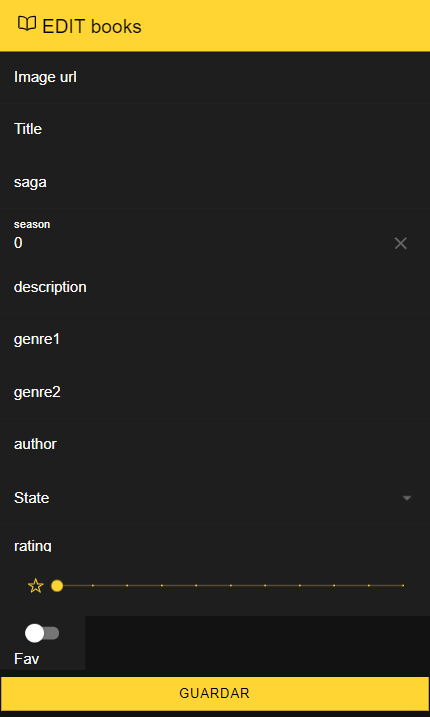 EDIT books
Image url
Title
saga
season
0
description
genre1
genre2
author
State
rating
Fav
GUARDAR